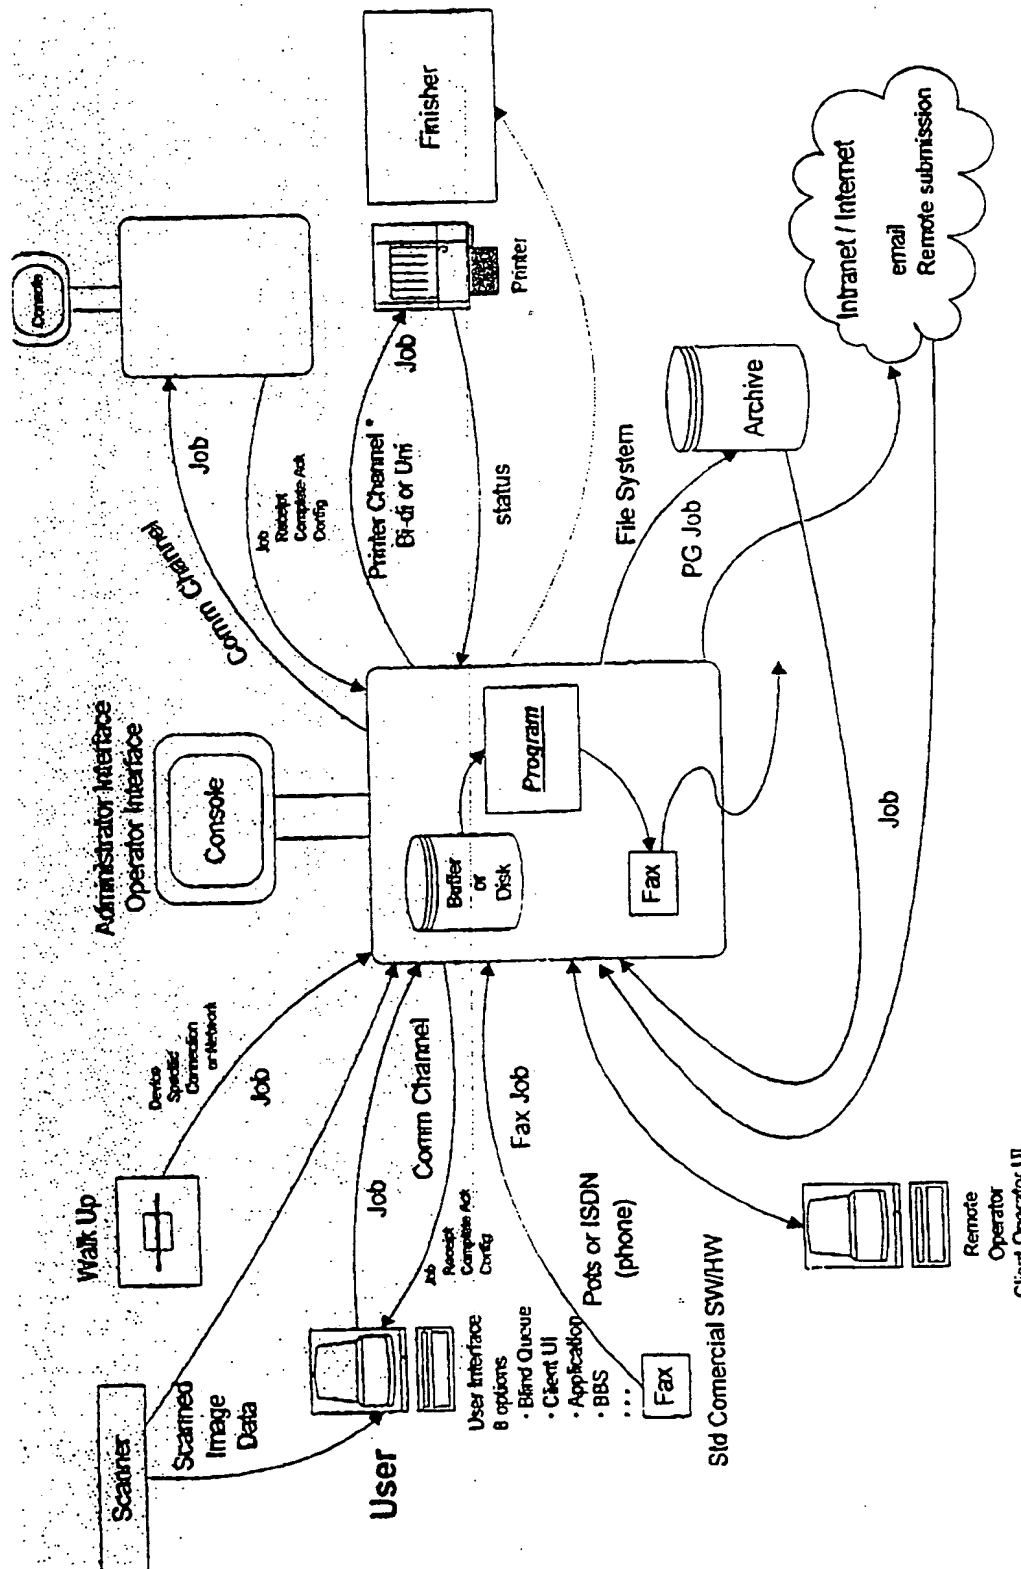 Scanner
Scanned
Image
Data
Walk Up
Device
Specific
Connection
or Network
Job
Administrator Interface
Operator Interface
Console
Comm Channel
Job
Console
Job
Receipt
Complete Ack
Config
User
Job
Comm Channel
Job
Receipt
Complete Ack
Config
User Interface
8 options
· Blind Queue
· Client UI
· Application
· BBS
...
Fax Job
Pots or ISDN
(phone)
Fax
Std Comercial SW/HW
Buffer
or
Disk
Program
Fax
Printer Channel *
Bi-di or Uni
Job
status
Printer
Finisher
File System
PG Job
Archive
Job
Intranet / Internet
email
Remote submission
Remote
Operator
Client Operator UI